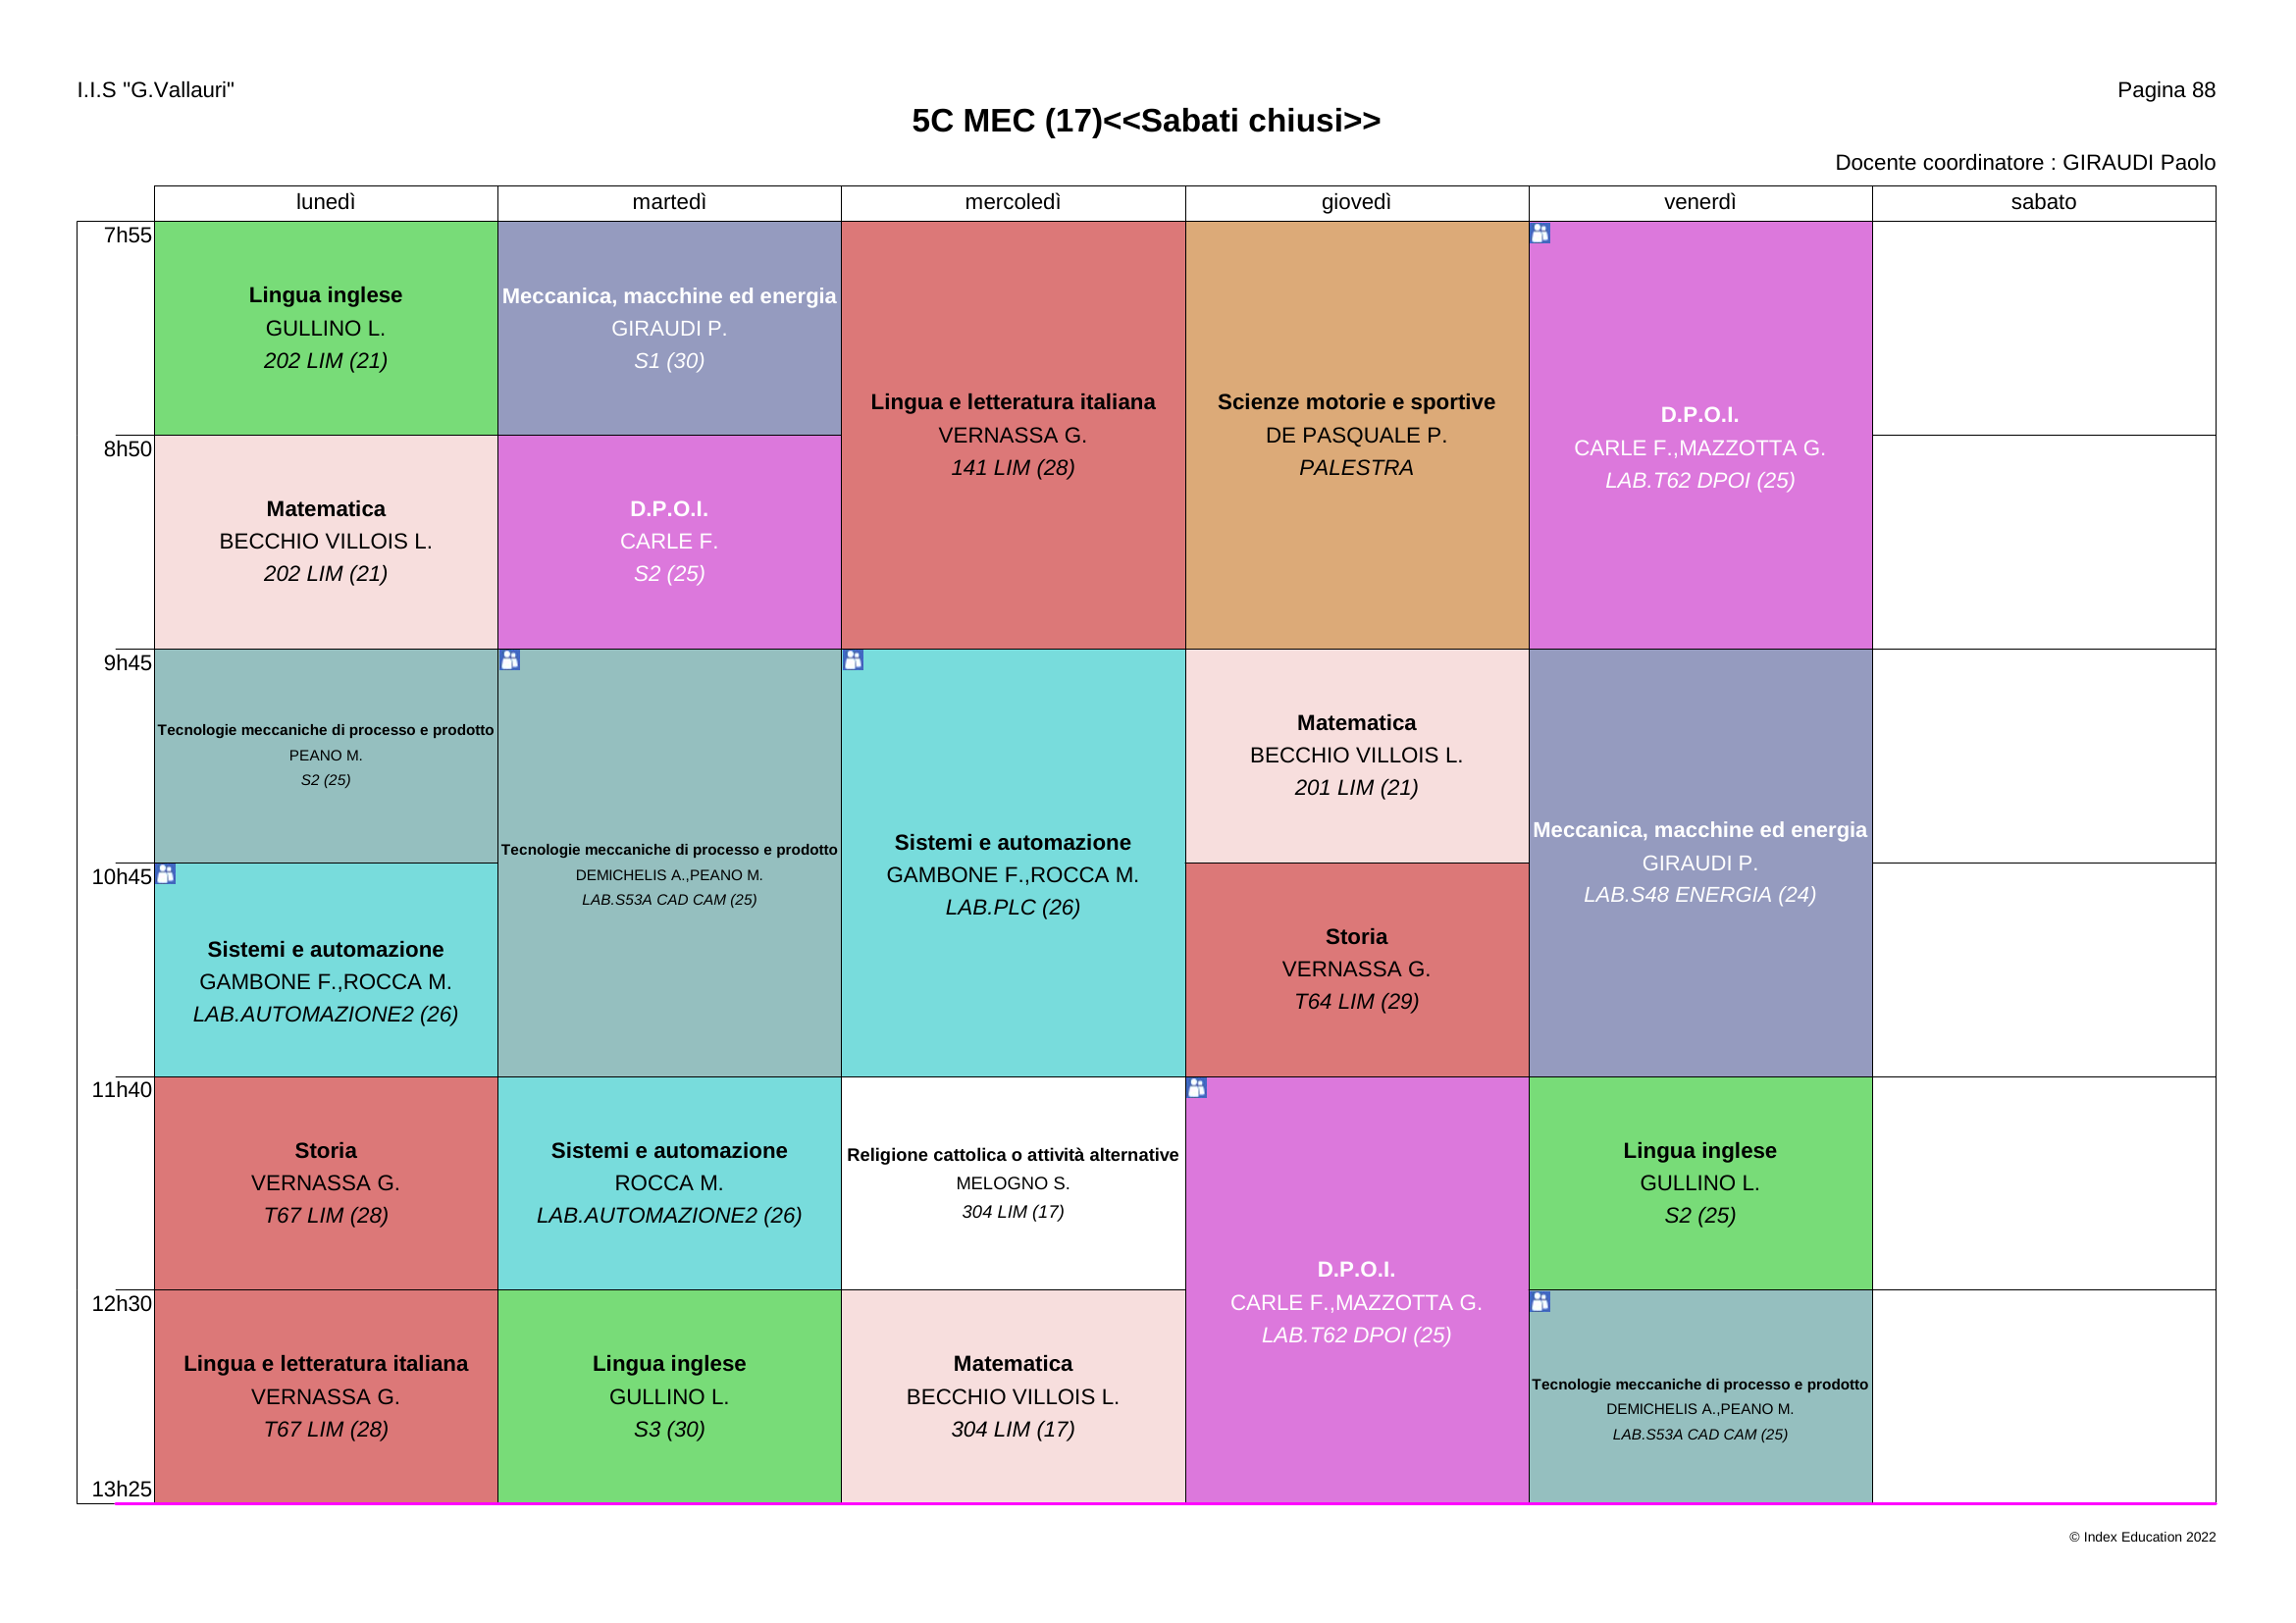 I.I.S "G.Vallauri"
Pagina 88
5C MEC (17)<<Sabati chiusi>>
Docente coordinatore : GIRAUDI Paolo
lunedì
martedì
mercoledì
giovedì
venerdì
sabato
7h55
8h50
9h45
10h45
11h40
12h30
13h25
Lingua inglese
GULLINO L.
202 LIM (21)
Matematica
BECCHIO VILLOIS L.
202 LIM (21)
Tecnologie meccaniche di processo e prodotto
PEANO M.
S2 (25)
Sistemi e automazione
GAMBONE F.,ROCCA M.
LAB.AUTOMAZIONE2 (26)
Storia
VERNASSA G.
T67 LIM (28)
Lingua e letteratura italiana
VERNASSA G.
T67 LIM (28)
Meccanica, macchine ed energia
GIRAUDI P.
S1 (30)
D.P.O.I.
CARLE F.
S2 (25)
Tecnologie meccaniche di processo e prodotto
DEMICHELIS A.,PEANO M.
LAB.S53A CAD CAM (25)
Sistemi e automazione
ROCCA M.
LAB.AUTOMAZIONE2 (26)
Lingua inglese
GULLINO L.
S3 (30)
Lingua e letteratura italiana
VERNASSA G.
141 LIM (28)
Sistemi e automazione
GAMBONE F.,ROCCA M.
LAB.PLC (26)
Religione cattolica o attività alternative
MELOGNO S.
304 LIM (17)
Matematica
BECCHIO VILLOIS L.
304 LIM (17)
Scienze motorie e sportive
DE PASQUALE P.
PALESTRA
Matematica
BECCHIO VILLOIS L.
201 LIM (21)
Storia
VERNASSA G.
T64 LIM (29)
D.P.O.I.
CARLE F.,MAZZOTTA G.
LAB.T62 DPOI (25)
D.P.O.I.
CARLE F.,MAZZOTTA G.
LAB.T62 DPOI (25)
Meccanica, macchine ed energia
GIRAUDI P.
LAB.S48 ENERGIA (24)
Lingua inglese
GULLINO L.
S2 (25)
Tecnologie meccaniche di processo e prodotto
DEMICHELIS A.,PEANO M.
LAB.S53A CAD CAM (25)
© Index Education 2022